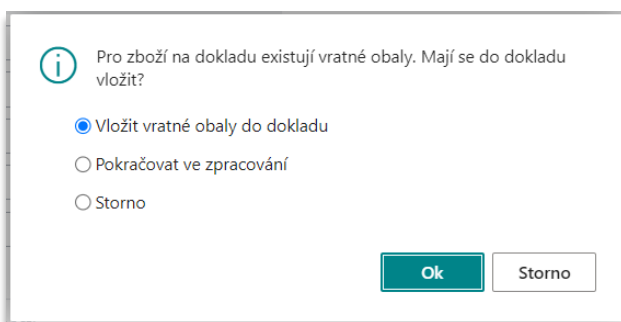 Pro zboží na dokladu existují vratné obaly. Mají se do dokladu
vložit?
Vložit vratné obaly do dokladu
Pokračovat ve zpracování
Storno
Ok Storno